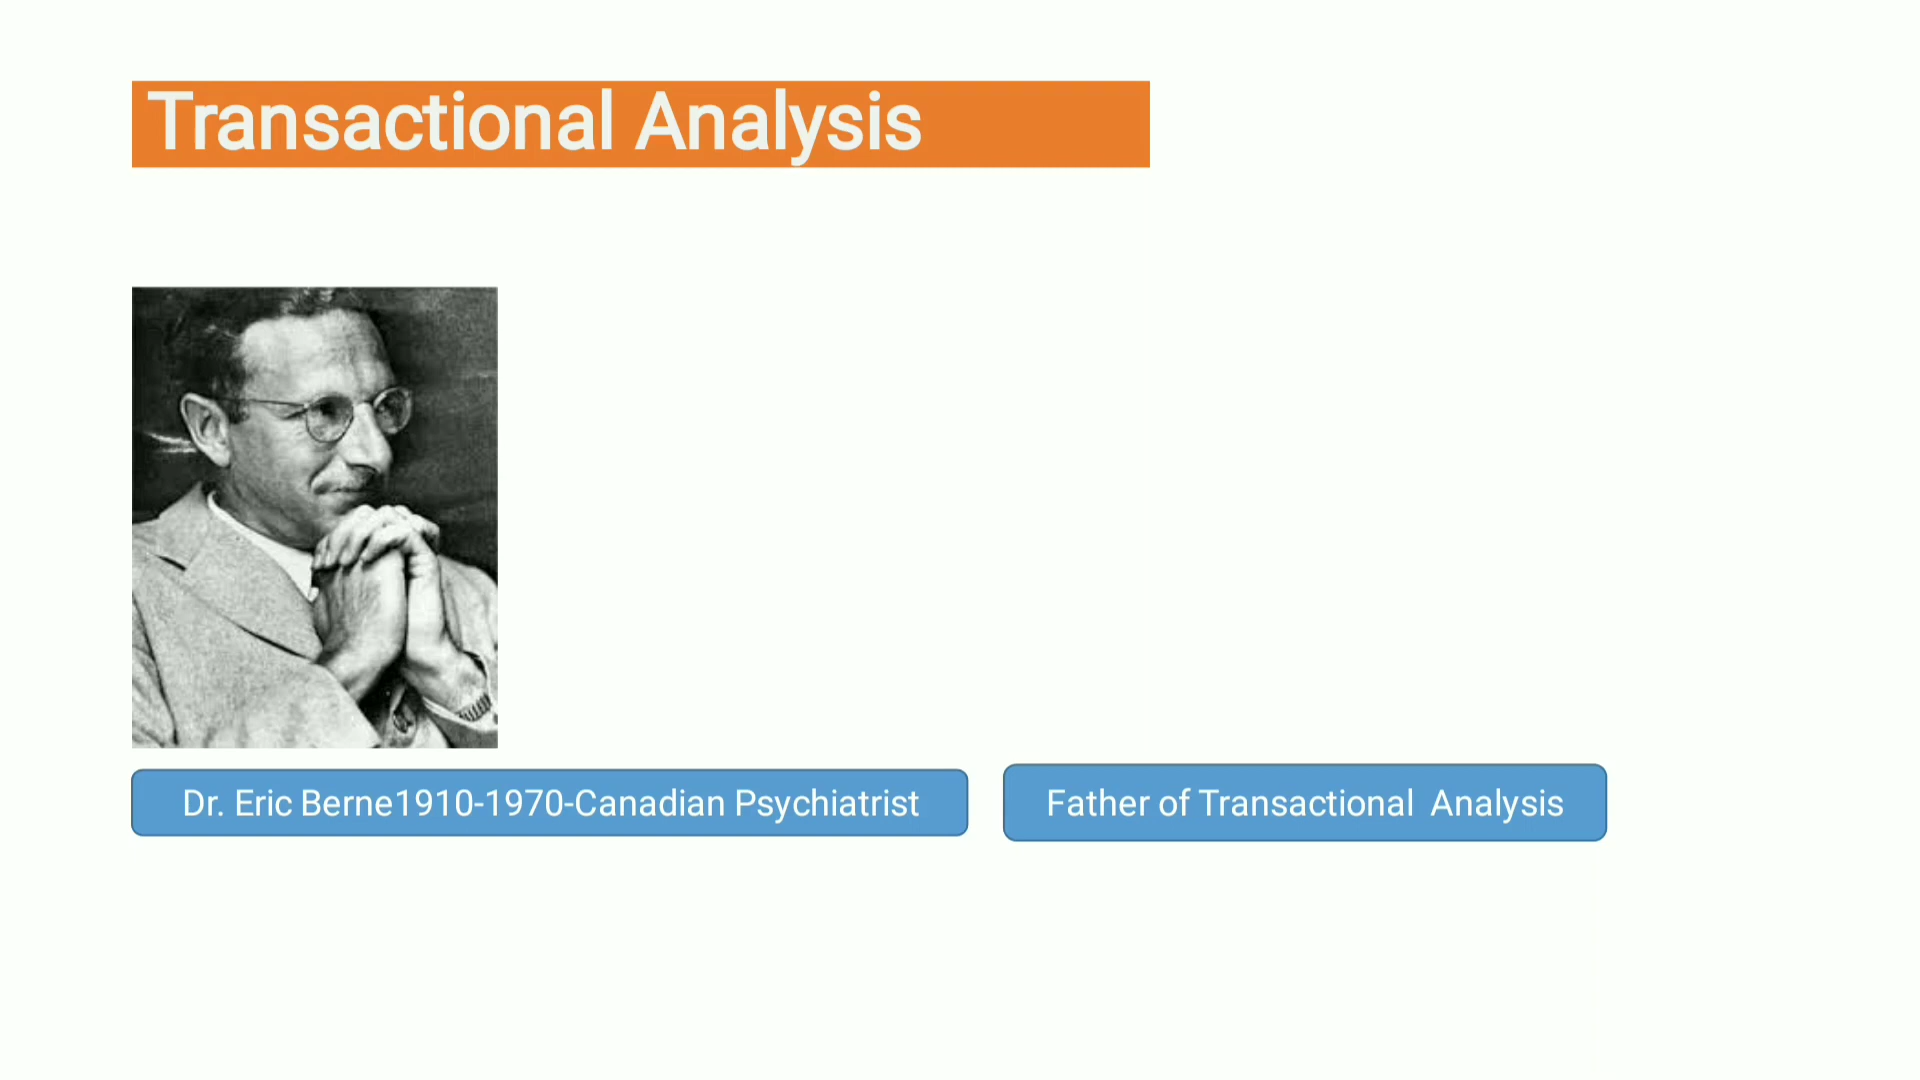 Transactional Analysis
Dr. Eric Berne1910-1970-Canadian Psychiatrist
Father of Transactional  Analysis